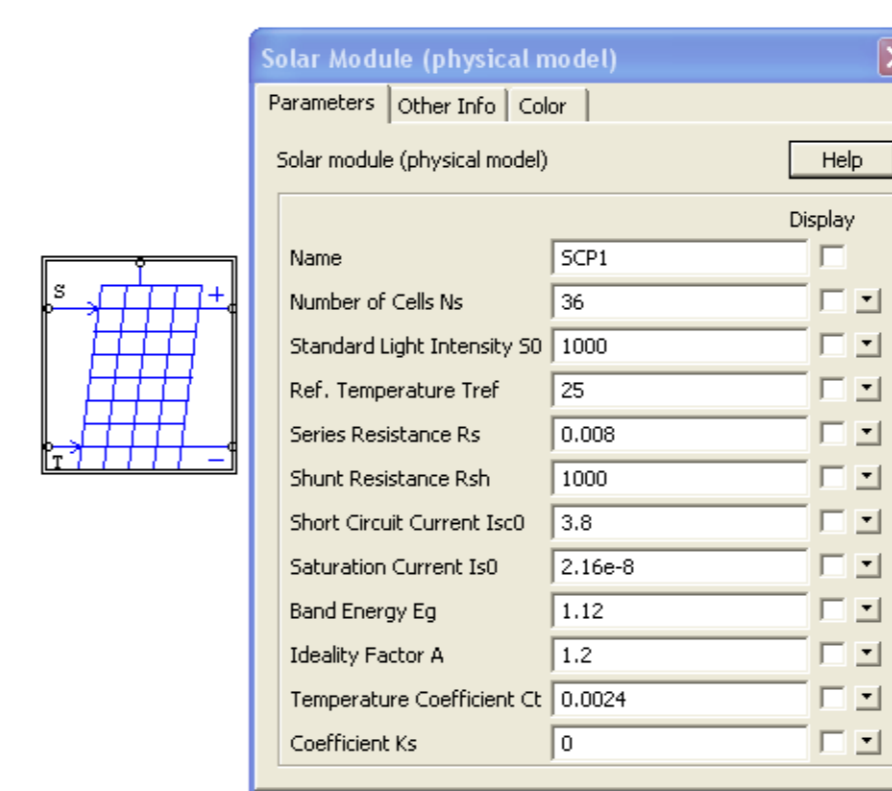 Solar Module (physical model)
Parameters Other Info Color
Solar module (physical model) Help
Display
Name SCP1
Number of Cells Ns 36
Standard Light Intensity S0 1000
Ref. Temperature Tref 25
Series Resistance Rs 0.008
Shunt Resistance Rsh 1000
Short Circuit Current Isc0 3.8
Saturation Current Is0 2.16e-8
Band Energy Eg 1.12
Ideality Factor A 1.2
Temperature Coefficient Ct 0.0024
Coefficient Ks 0
S +
T −